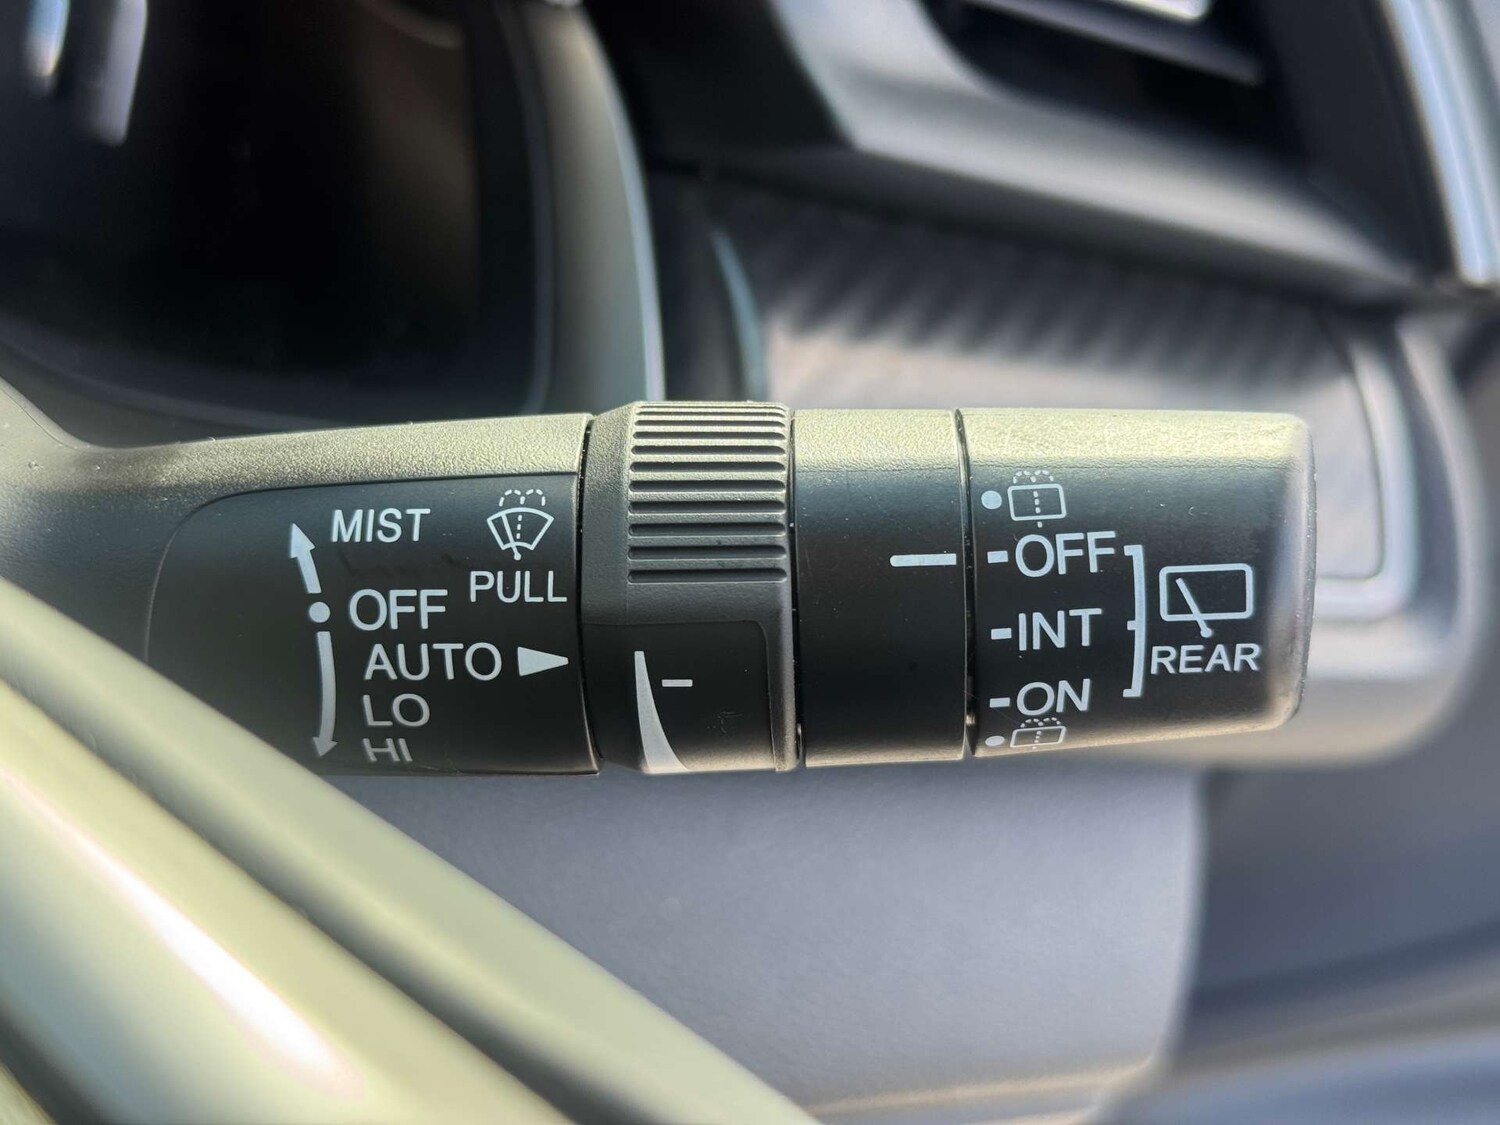 MIST
PULL
OFF
AUTO
LO
HI
OFF
INT
ON
REAR